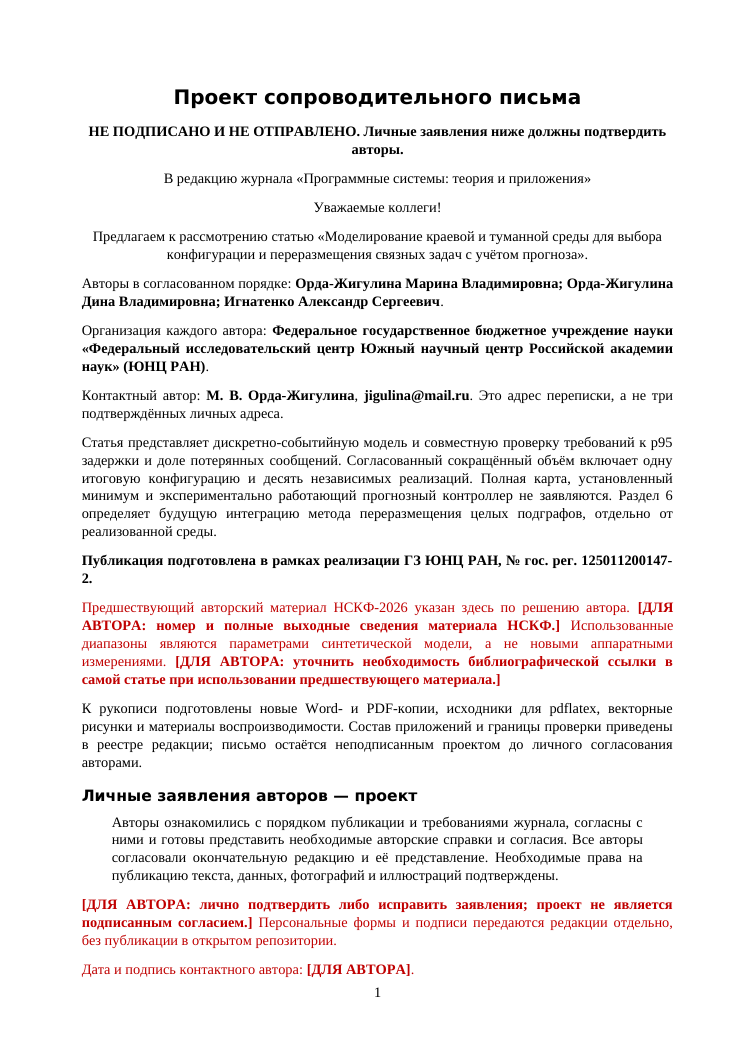 Проект сопроводительного письма
НЕ ПОДПИСАНО И НЕ ОТПРАВЛЕНО. Личные заявления ниже должны подтвердить
авторы.
В редакцию журнала «Программные системы: теория и приложения»
Уважаемые коллеги!
Предлагаем к рассмотрению статью «Моделирование краевой и туманной среды для выбора
конфигурации и переразмещения связных задач с учётом прогноза».
Авторы в согласованном порядке: Орда-Жигулина Марина Владимировна; Орда-Жигулина
Дина Владимировна; Игнатенко Александр Сергеевич.
Организация каждого автора: Федеральное государственное бюджетное учреждение науки
«Федеральный исследовательский центр Южный научный центр Российской академии
наук» (ЮНЦ РАН).
Контактный автор: М. В. Орда-Жигулина, jigulina@mail.ru. Это адрес переписки, а не три
подтверждённых личных адреса.
Статья представляет дискретно-событийную модель и совместную проверку требований к p95
задержки и доле потерянных сообщений. Согласованный сокращённый объём включает одну
итоговую конфигурацию и десять независимых реализаций. Полная карта, установленный
минимум и экспериментально работающий прогнозный контроллер не заявляются. Раздел 6
определяет будущую интеграцию метода переразмещения целых подграфов, отдельно от
реализованной среды.
Публикация подготовлена в рамках реализации ГЗ ЮНЦ РАН, № гос. рег. 125011200147-
2.
Предшествующий авторский материал НСКФ-2026 указан здесь по решению автора. [ДЛЯ
АВТОРА: номер и полные выходные сведения материала НСКФ.] Использованные
диапазоны являются параметрами синтетической модели, а не новыми аппаратными
измерениями. [ДЛЯ АВТОРА: уточнить необходимость библиографической ссылки в
самой статье при использовании предшествующего материала.]
К рукописи подготовлены новые Word- и PDF-копии, исходники для pdflatex, векторные
рисунки и материалы воспроизводимости. Состав приложений и границы проверки приведены
в реестре редакции; письмо остаётся неподписанным проектом до личного согласования
авторами.
Личные заявления авторов — проект
Авторы ознакомились с порядком публикации и требованиями журнала, согласны с
ними и готовы представить необходимые авторские справки и согласия. Все авторы
согласовали окончательную редакцию и её представление. Необходимые права на
публикацию текста, данных, фотографий и иллюстраций подтверждены.
[ДЛЯ АВТОРА: лично подтвердить либо исправить заявления; проект не является
подписанным согласием.] Персональные формы и подписи передаются редакции отдельно,
без публикации в открытом репозитории.
Дата и подпись контактного автора: [ДЛЯ АВТОРА].
1